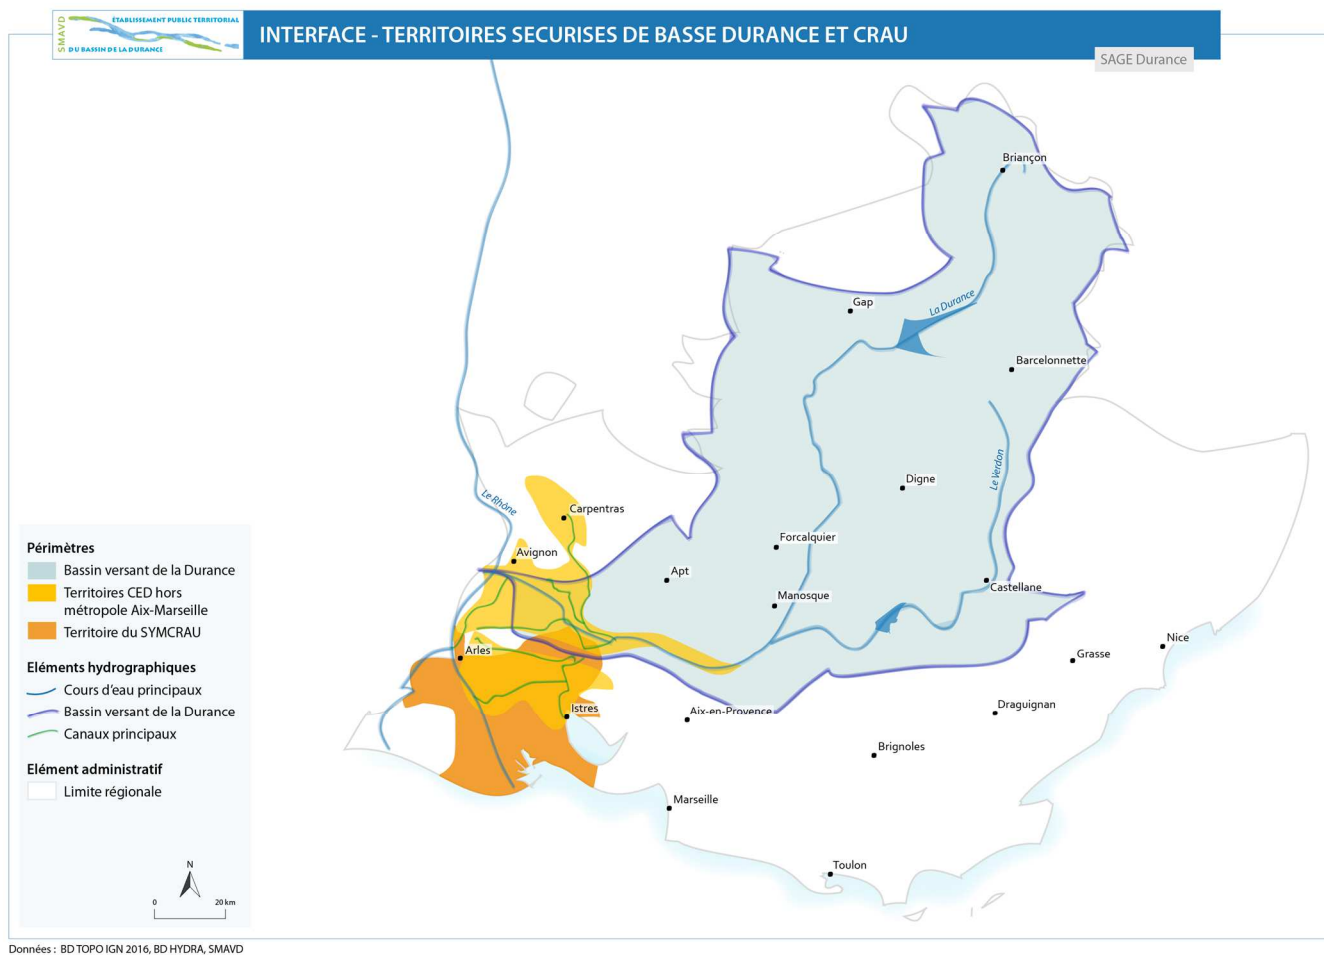 SMAVD
ÉTABLISSEMENT PUBLIC TERRITORIAL
DU BASSIN DE LA DURANCE
INTERFACE - TERRITOIRES SECURISES DE BASSE DURANCE ET CRAU
SAGE Durance
Briançon
La Durance
Gap
Barcelonnette
Le Verdon
Digne
Le Rhône
Carpentras
Avignon
Forcalquier
Apt
Castellane
Manosque
Arles
Nice
Grasse
Istres
Aix-en-Provence
Draguignan
Brignoles
Marseille
Toulon
Périmètres
Bassin versant de la Durance
Territoires CED hors
métropole Aix-Marseille
Territoire du SYMCRAU
Eléments hydrographiques
Cours d'eau principaux
Bassin versant de la Durance
Canaux principaux
Elément administratif
Limite régionale
N
0 20 km
Données : BD TOPO IGN 2016, BD HYDRA, SMAVD